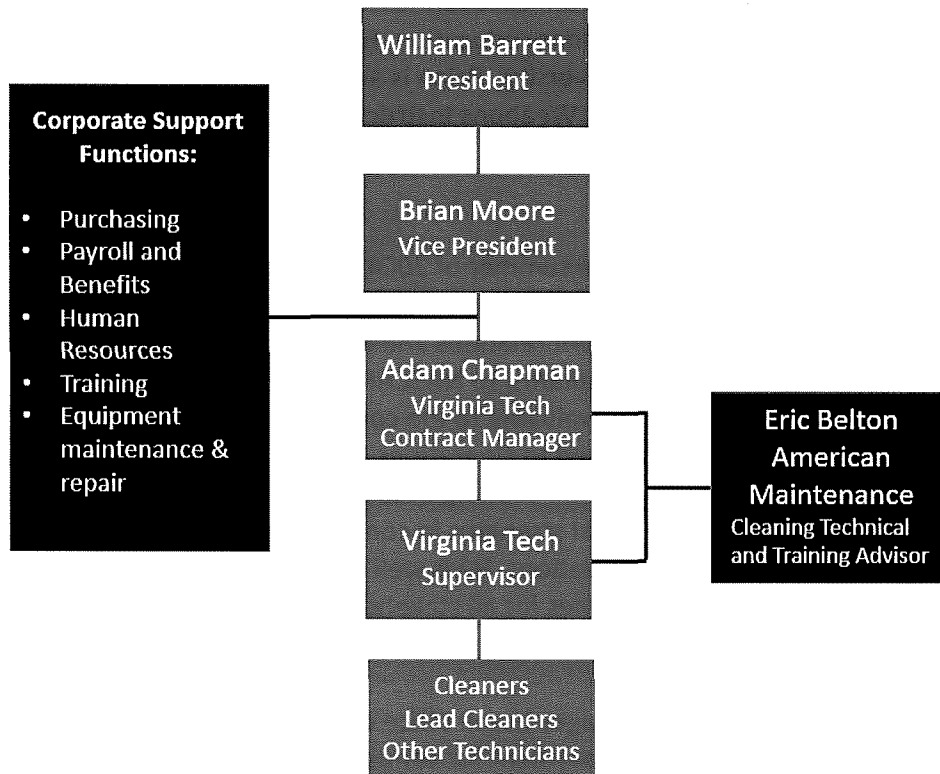 William Barrett
President
Corporate Support
Functions:
• Purchasing
• Payroll and
Benefits
• Human
Resources
• Training
• Equipment
maintenance &
repair
Brian Moore
Vice President
Adam Chapman
Virginia Tech
Contract Manager
Eric Belton
American
Maintenance
Cleaning Technical
and Training Advisor
Virginia Tech
Supervisor
Cleaners
Lead Cleaners
Other Technicians